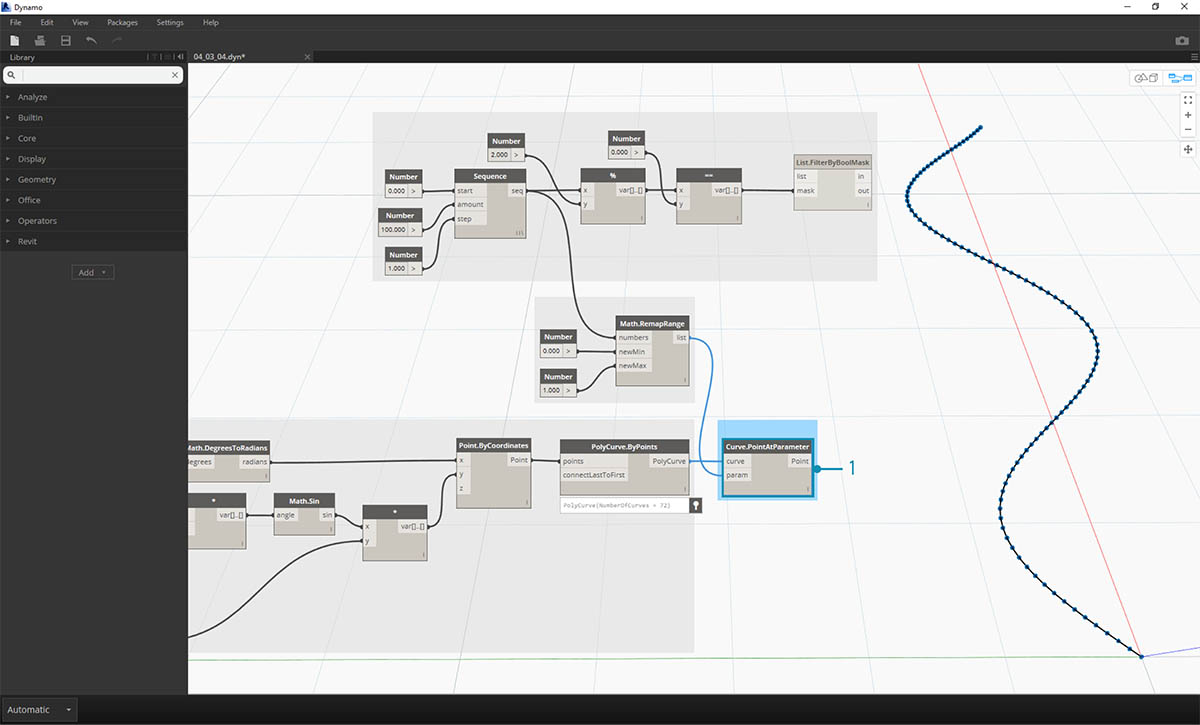 Dynamo
File Edit View Packages Settings Help
Library
04_03_04.dyn*
Analyze
BuiltIn
Core
Display
Geometry
Office
Operators
Revit
Add
Number
2.000 >
Number
0.000 >
Number
0.000 >
Number
100.000 >
Number
1.000 >
Sequence
start seq
amount
step
%
x var[]..[]
y
==
x var[]..[]
y
List.FilterByBoolMask
list in
mask out
Number
0.000 >
Number
1.000 >
Math.RemapRange
numbers list
newMin
newMax
Math.DegreesToRadians
degrees radians
*
var[]..[]
Math.Sin
angle sin
*
x var[]..[]
y
Point.ByCoordinates
x Point
y
z
PolyCurve.ByPoints
points PolyCurve
connectLastToFirst
PolyCurve(NumberOfCurves = 72)
Curve.PointAtParameter
curve Point
param
1
Automatic